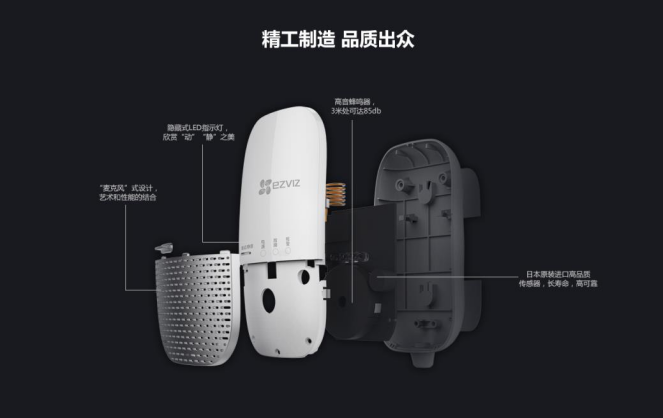 精工制造 品质出众
高音蜂鸣器，
3米处可达85db
隐藏式LED指示灯，
欣赏“动”“静”之美
“麦克风”式设计，
艺术和性能的结合
ezviz
日本原装进口高品质
传感器，长寿命，高可靠